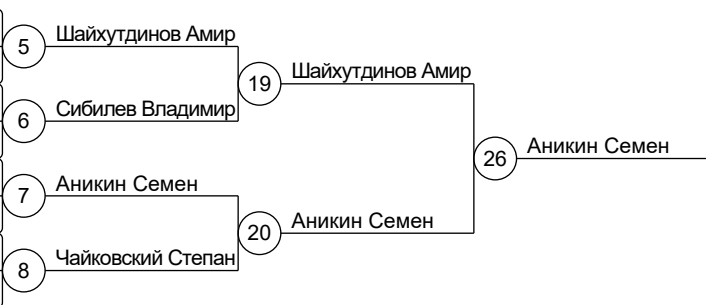 5
Шайхутдинов Амир
19
Шайхутдинов Амир
6
Сибилев Владимир
26
Аникин Семен
7
Аникин Семен
20
Аникин Семен
8
Чайковский Степан